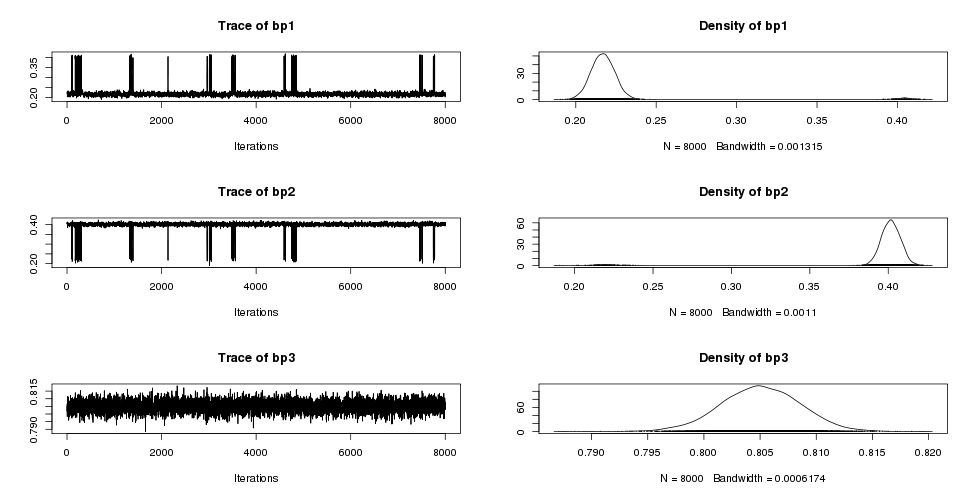 Trace of bp1
0.20 0.35
0 2000 4000 6000 8000
Iterations
Density of bp1
0 30
0.20 0.25 0.30 0.35 0.40
N = 8000 Bandwidth = 0.001315
Trace of bp2
0.20 0.40
0 2000 4000 6000 8000
Iterations
Density of bp2
0 30 60
0.20 0.25 0.30 0.35 0.40
N = 8000 Bandwidth = 0.0011
Trace of bp3
0.790 0.815
0 2000 4000 6000 8000
Iterations
Density of bp3
0 60
0.790 0.795 0.800 0.805 0.810 0.815 0.820
N = 8000 Bandwidth = 0.0006174